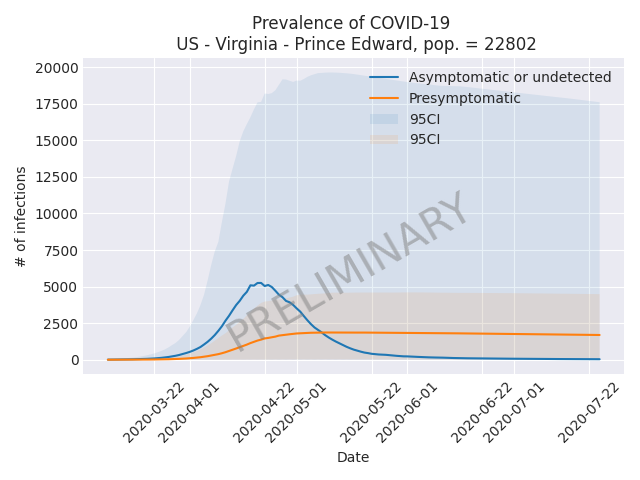 Prevalence of COVID-19
US - Virginia - Prince Edward, pop. = 22802
20000
17500
15000
12500
10000
7500
5000
2500
0
# of infections
Asymptomatic or undetected
Presymptomatic
95CI
95CI
PRELIMINARY
2020-03-22
2020-04-01
2020-04-22
2020-05-01
2020-05-22
2020-06-01
2020-06-22
2020-07-01
2020-07-22
Date